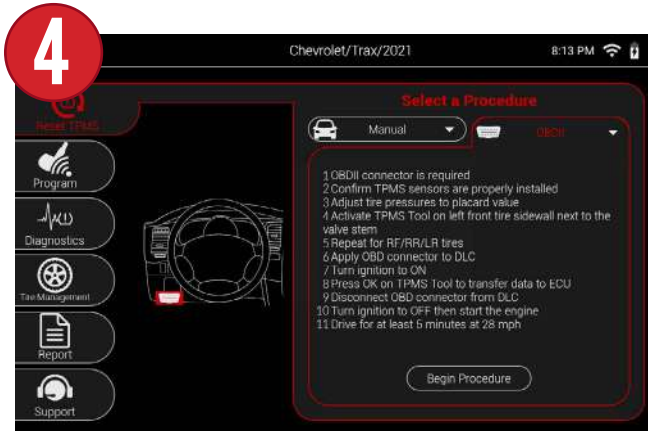 4
Chevrolet/Trax/2021
8:13 PM
Reset TPMS
Program
Diagnostics
Tire Management
Report
Support
Select a Procedure
Manual
OBDII
1 OBDII connector is required
2 Confirm TPMS sensors are properly installed
3 Adjust tire pressures to placard value
4 Activate TPMS Tool on left front tire sidewall next to the
valve stem
5 Repeat for RF/RR/LR tires
6 Apply OBD connector to DLC
7 Turn ignition to ON
8 Press OK on TPMS Tool to transfer data to ECU
9 Disconnect OBD connector from DLC
10 Turn ignition to OFF then start the engine
11 Drive for at least 5 minutes at 28 mph
Begin Procedure